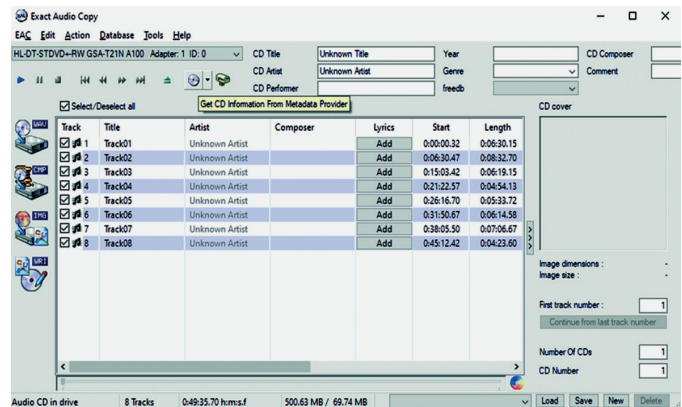 Exact Audio Copy
EAC Edit Action Database Tools Help
HL-DT-STDVD+-RW GSA-T21N A100 Adapter: 1 ID: 0
CD Title Unknown Title Year CD Composer
CD Artist Unknown Artist Genre Comment
CD Performer freedb
Get CD Information From Metadata Provider
Select/Deselect all CD cover
Track Title Artist Composer Lyrics Start Length
1 Track01 Unknown Artist Add 0:00:00.32 0:06:30.15
2 Track02 Unknown Artist Add 0:06:30.47 0:08:32.70
3 Track03 Unknown Artist Add 0:15:03.42 0:06:19.15
4 Track04 Unknown Artist Add 0:21:22.57 0:04:54.13
5 Track05 Unknown Artist Add 0:26:16.70 0:05:33.72
6 Track06 Unknown Artist Add 0:31:50.67 0:06:14.58
7 Track07 Unknown Artist Add 0:38:05.50 0:07:06.67
8 Track08 Unknown Artist Add 0:45:12.42 0:04:23.60
WAV
CMP
IMG
WRI
Image dimensions : -
Image size : -
First track number : 1
Continue from last track number
Number Of CDs 1
CD Number 1
Audio CD in drive 8 Tracks 0:49:35.70 h:m:s.f 500.63 MB / 69.74 MB Load Save New Delete